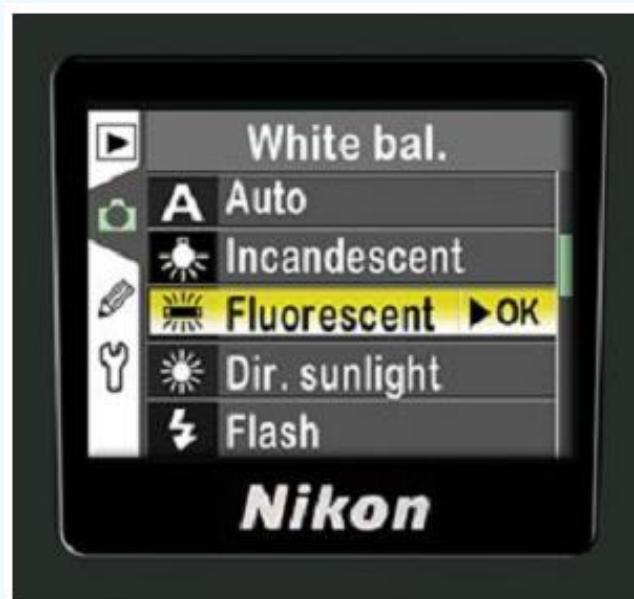 White bal.
A Auto
Incandescent
Fluorescent ▶OK
Dir. sunlight
Flash
Nikon